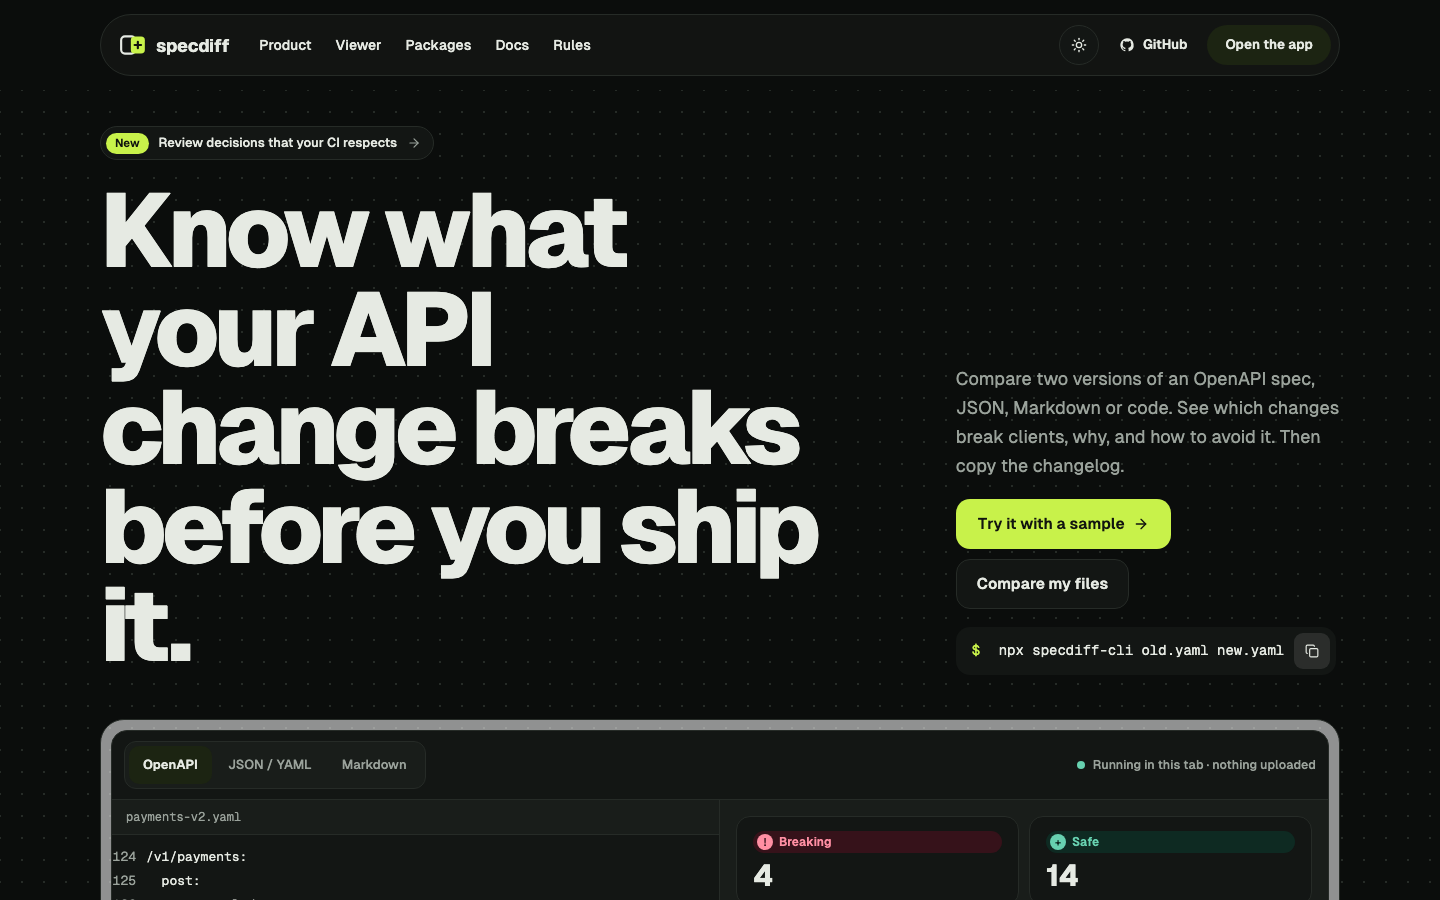 specdiff
Product
Viewer
Packages
Docs
Rules
GitHub
Open the app
New
Review decisions that your CI respects
Know what
your API
change breaks
before you ship
it.
Compare two versions of an OpenAPI spec,
JSON, Markdown or code. See which changes
break clients, why, and how to avoid it. Then
copy the changelog.
Try it with a sample
Compare my files
$ npx specdiff-cli old.yaml new.yaml
OpenAPI
JSON / YAML
Markdown
Running in this tab · nothing uploaded
payments-v2.yaml
124 /v1/payments:
125 post:
Breaking
4
Safe
14